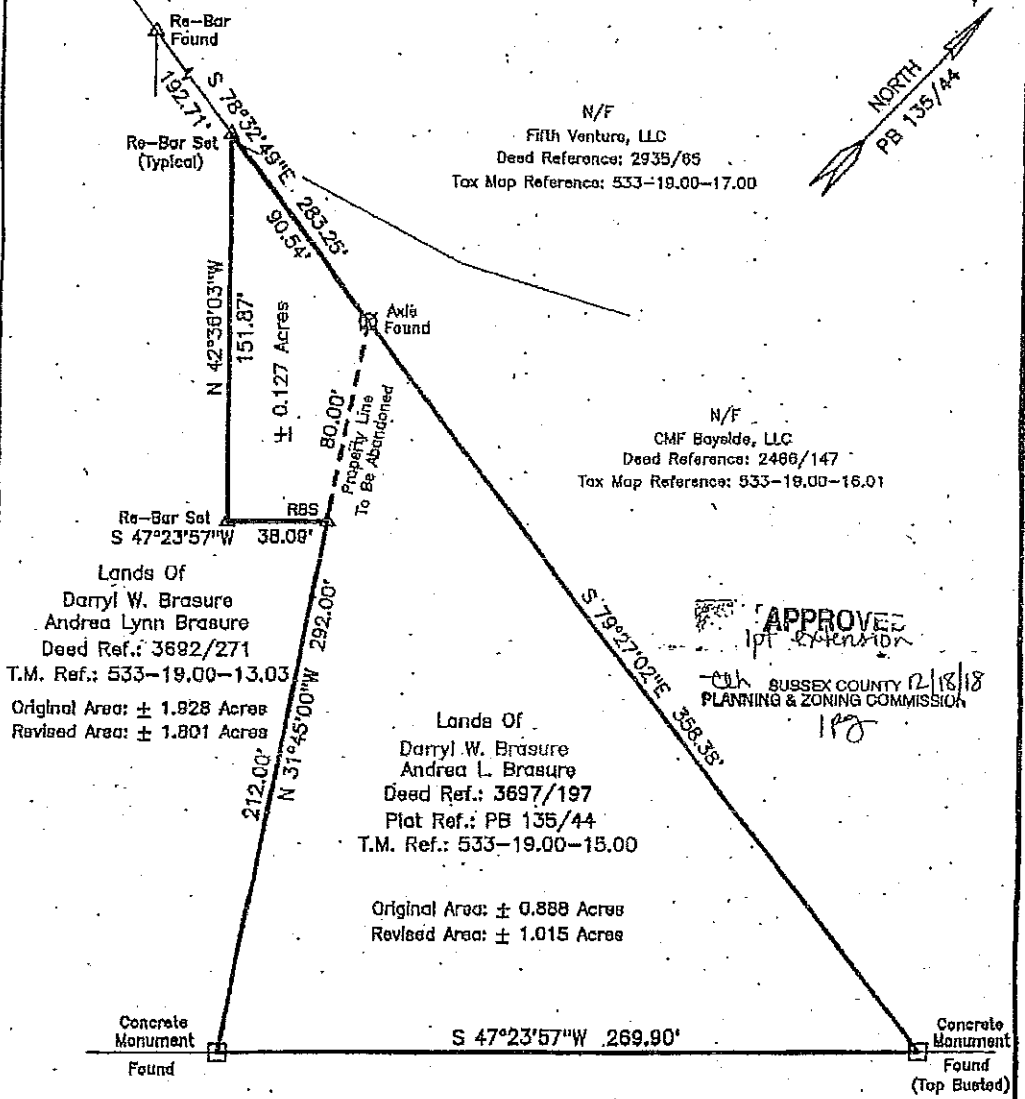 Re-Bar
Found
192.71'
S 78°32'49"E 283.25'
90.54'
Re-Bar Set
(Typical)
N/F
Fifth Venture, LLC
Deed Reference: 2935/65
Tax Map Reference: 533-19.00-17.00
NORTH
PB 135/44
N 42°36'03"W
151.87'
± 0.127 Acres
Axle
Found
80.00'
Property Line
To Be Abandoned
N/F
CMF Bayside, LLC
Deed Reference: 2466/147
Tax Map Reference: 533-19.00-16.01
Re-Bar Set
RBS
S 47°23'57"W 38.09'
Lands Of
Darryl W. Brasure
Andrea Lynn Brasure
Deed Ref.: 3692/271
T.M. Ref.: 533-19.00-13.03
Original Area: ± 1.928 Acres
Revised Area: ± 1.801 Acres
212.00'
N 31°45'00"W 292.00'
S 79°27'02"E 358.38'
APPROVED
lot extension
SUSSEX COUNTY 12/18/18
PLANNING & ZONING COMMISSION
1pg
Lands Of
Darryl W. Brasure
Andrea L. Brasure
Deed Ref.: 3697/197
Plat Ref.: PB 135/44
T.M. Ref.: 533-19.00-15.00
Original Area: ± 0.888 Acres
Revised Area: ± 1.015 Acres
Concrete
Monument
Found
S 47°23'57"W 269.90'
Concrete
Monument
Found
(Top Busted)